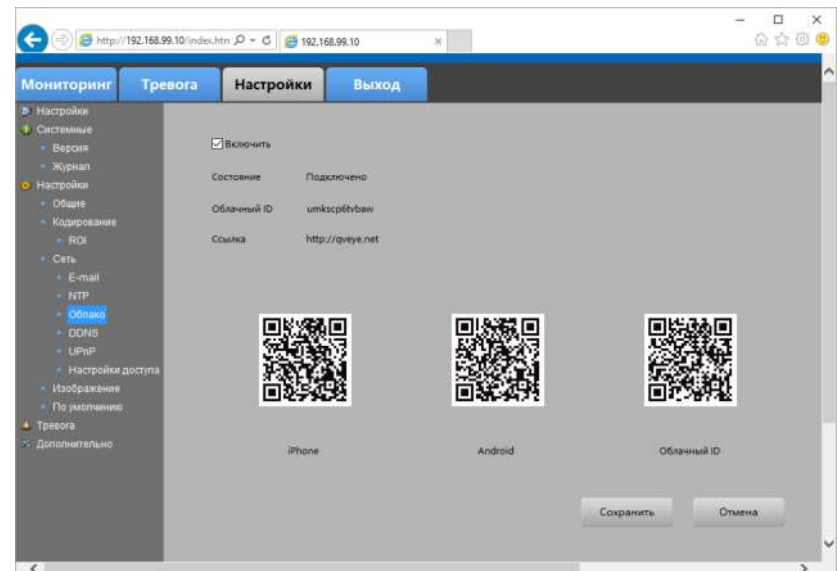 http://192.168.99.10/index.htn
192.168.99.10
Мониторинг Тревога Настройки Выход
Настройки
Системные
Версия
Журнал
Настройки
Общие
Кодирование
ROI
Сеть
E-mail
NTP
Облако
DDNS
UPnP
Настройки доступа
Изображение
По умолчанию
Тревога
Дополнительно
Включить
Состояние Подключено
Облачный ID umkscp6tvbaw
Ссылка http://qveye.net
iPhone Android Облачный ID
Сохранить Отмена